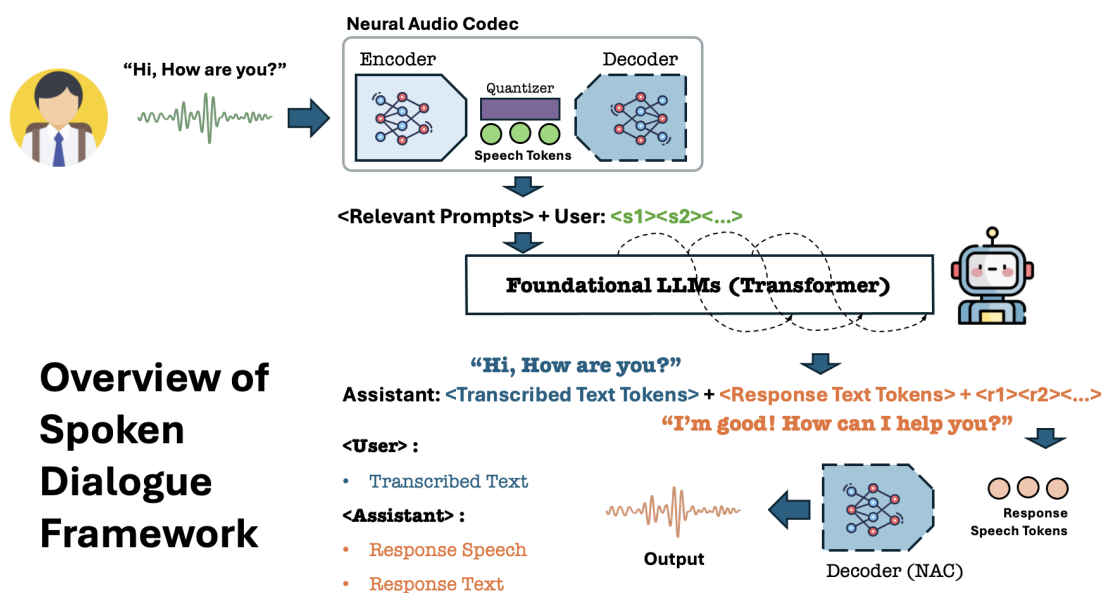 Neural Audio Codec
“Hi, How are you?”
Encoder
Decoder
Quantizer
Speech Tokens
<Relevant Prompts> + User: <s1><s2><...>
Foundational LLMs (Transformer)
“Hi, How are you?”
Assistant: <Transcribed Text Tokens> + <Response Text Tokens> + <r1><r2><...>
“I’m good! How can I help you?”
Overview of
Spoken
Dialogue
Framework
<User> :
• Transcribed Text
<Assistant> :
• Response Speech
• Response Text
Output
Decoder (NAC)
Response
Speech Tokens